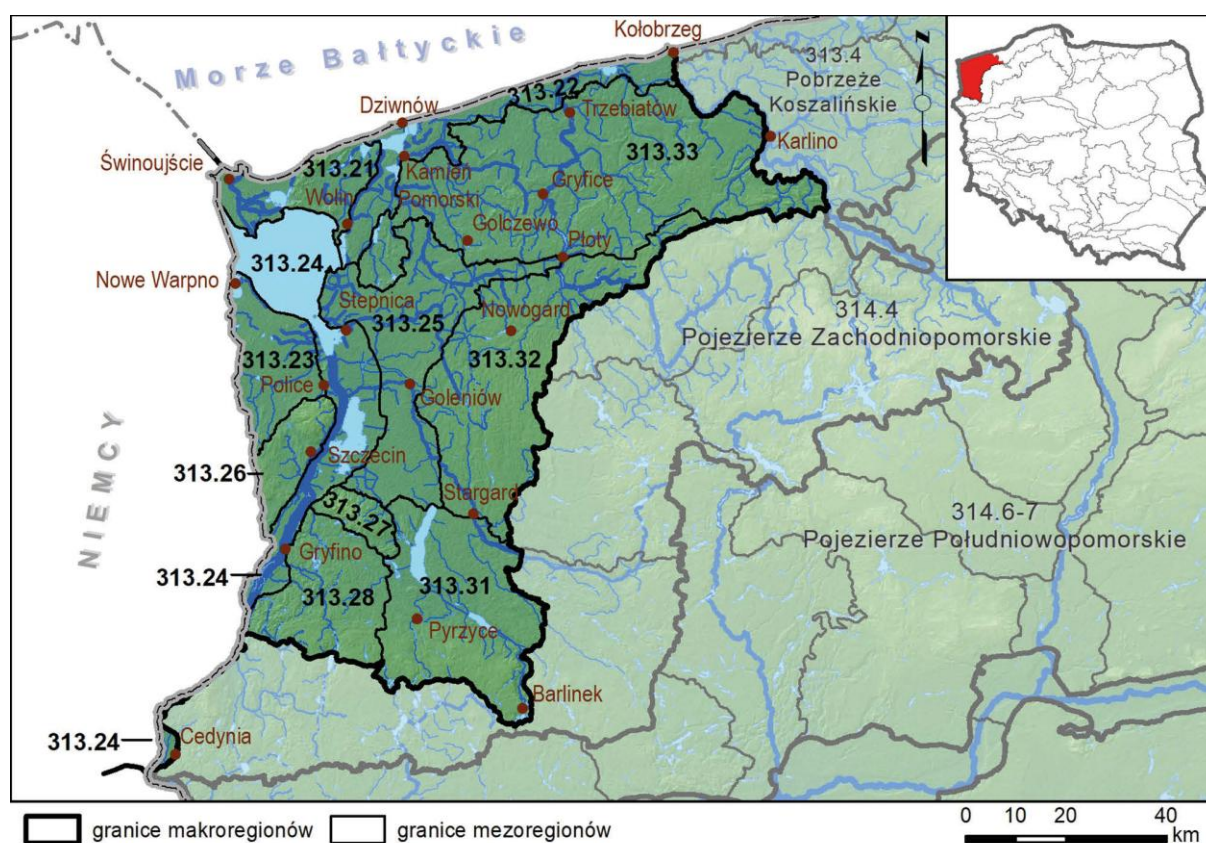 Morze Bałtyckie
Kołobrzeg
N
313.4
Pobrzeże
Koszalińskie
313.22
Dziwnów
Trzebiatów
Karlino
Świnoujście
313.21
Kamień
Pomorski
313.33
Wolin
Gryfice
Golczewo
Płoty
313.24
Nowe Warpno
Stepnica
313.25
Nowogard
314.4
Pojezierze Zachodniopomorskie
313.23
313.32
Police
Goleniów
NIEMCY
Szczecin
313.26
Stargard
313.27
314.6-7
Pojezierze Południowopomorskie
Gryfino
313.24
313.28
313.31
Pyrzyce
Barlinek
313.24
Cedynia
granice makroregionów
granice mezoregionów
0 10 20 40
km